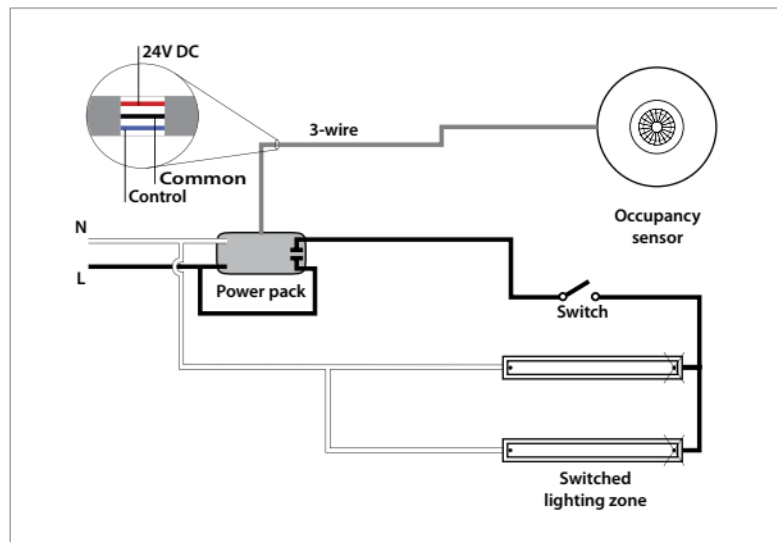 24V DC
3-wire
Common
Control
Occupancy
sensor
N
L
Power pack
Switch
Switched
lighting zone